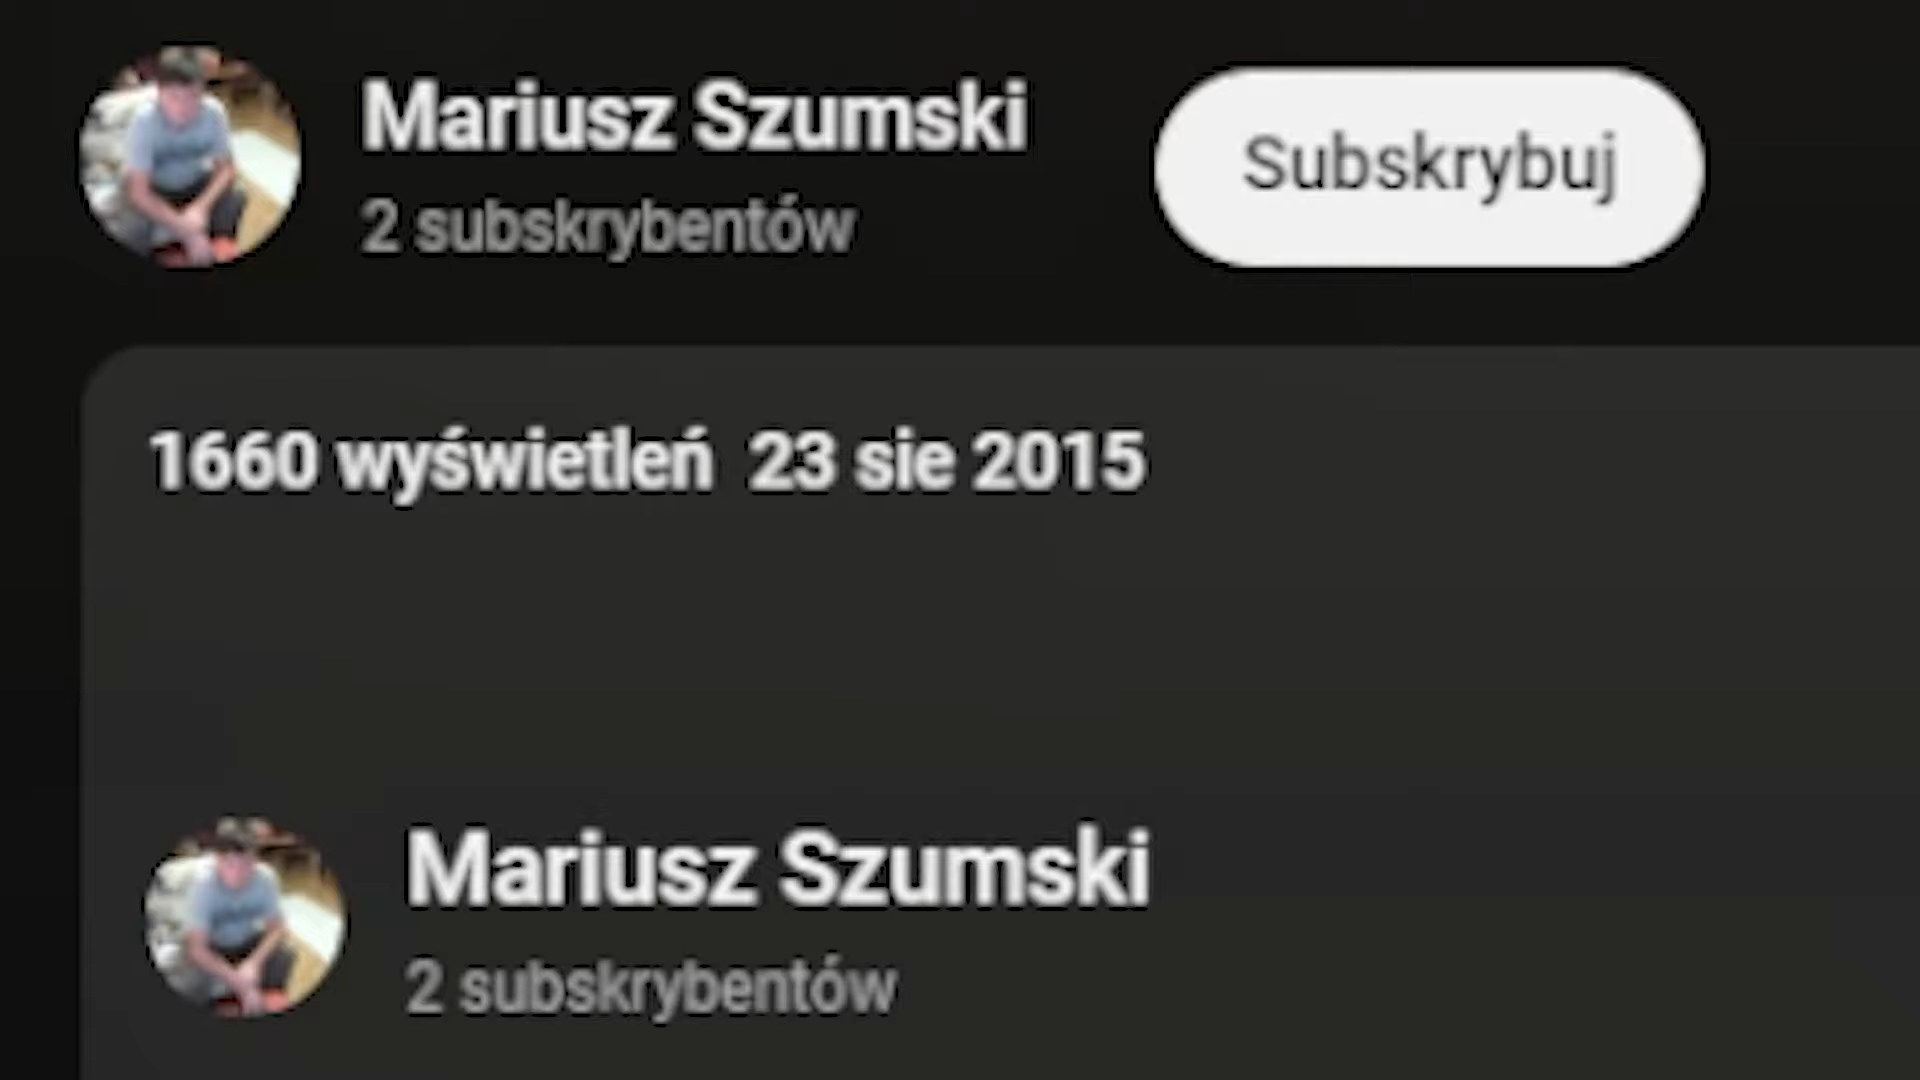 Mariusz Szumski
2 subskrybentów
Subskrybuj
1660 wyświetleń  23 sie 2015
Mariusz Szumski
2 subskrybentów